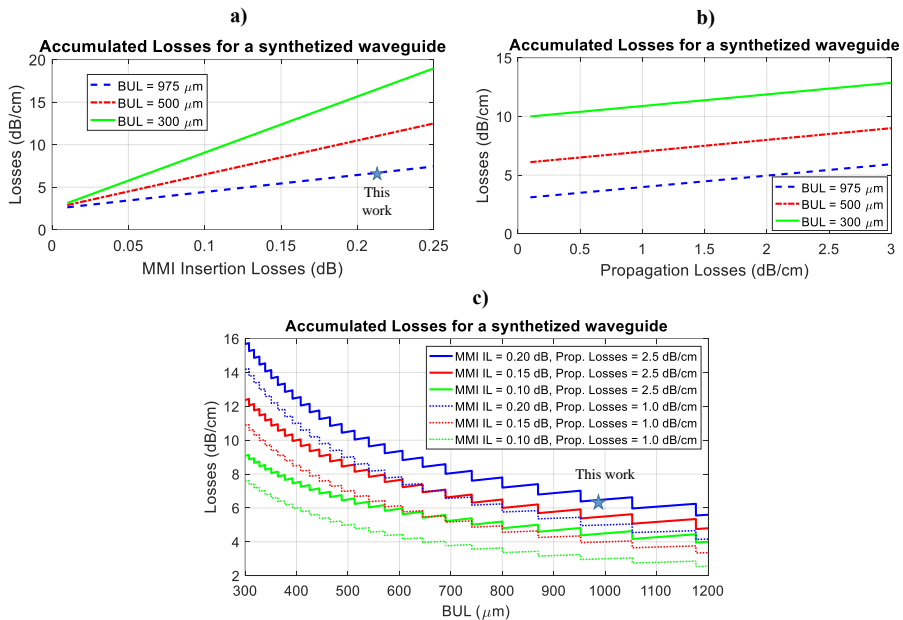 a)
Accumulated Losses for a synthetized waveguide
Losses (dB/cm)
20
15
10
5
0
BUL = 975 μm
BUL = 500 μm
BUL = 300 μm
This
work
0 0.05 0.1 0.15 0.2 0.25
MMI Insertion Losses (dB)
b)
Accumulated Losses for a synthetized waveguide
Losses (dB/cm)
15
10
5
0
BUL = 975 μm
BUL = 500 μm
BUL = 300 μm
0 0.5 1 1.5 2 2.5 3
Propagation Losses (dB/cm)
c)
Accumulated Losses for a synthetized waveguide
Losses (dB/cm)
16
14
12
10
8
6
4
2
MMI IL = 0.20 dB, Prop. Losses = 2.5 dB/cm
MMI IL = 0.15 dB, Prop. Losses = 2.5 dB/cm
MMI IL = 0.10 dB, Prop. Losses = 2.5 dB/cm
MMI IL = 0.20 dB, Prop. Losses = 1.0 dB/cm
MMI IL = 0.15 dB, Prop. Losses = 1.0 dB/cm
MMI IL = 0.10 dB, Prop. Losses = 1.0 dB/cm
This work
300 400 500 600 700 800 900 1000 1100 1200
BUL (μm)